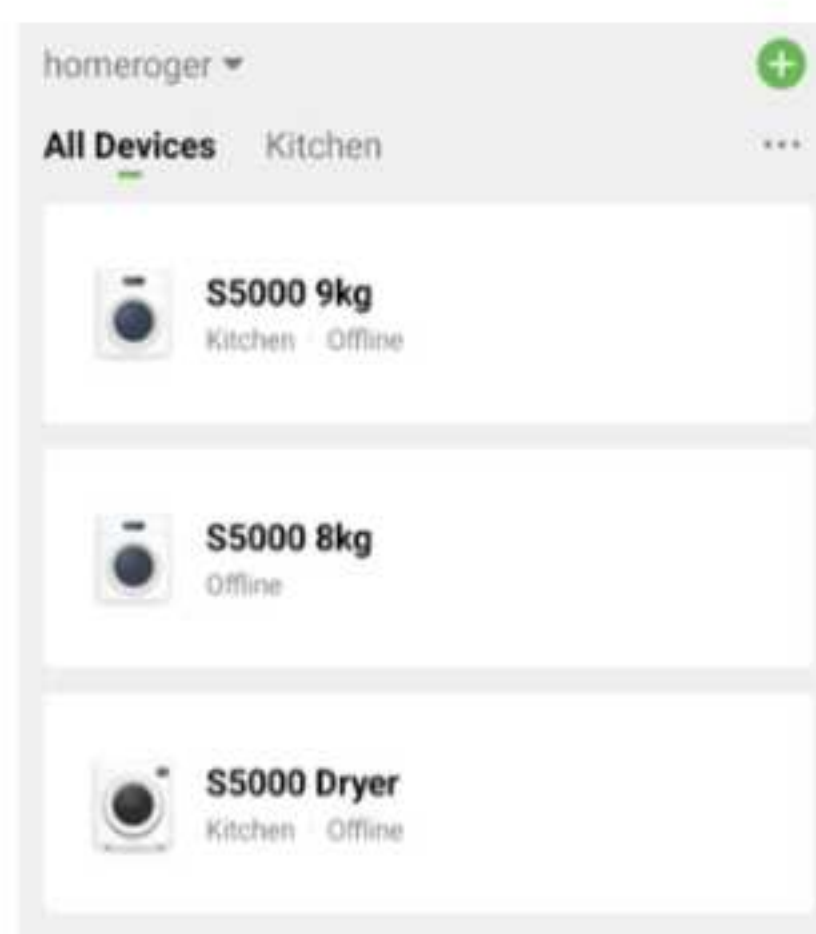 homeroger
All Devices Kitchen
S5000 9kg
Kitchen Offline
S5000 8kg
Offline
S5000 Dryer
Kitchen Offline